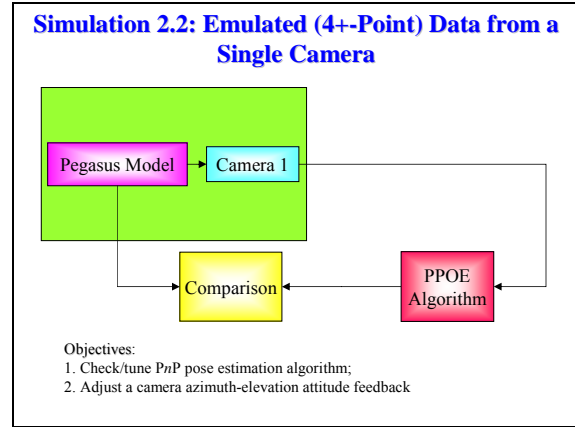 Simulation 2.2: Emulated (4+-Point) Data from a
Single Camera
Pegasus Model
Camera 1
Comparison
PPOE
Algorithm
Objectives:
1. Check/tune PnP pose estimation algorithm;
2. Adjust a camera azimuth-elevation attitude feedback